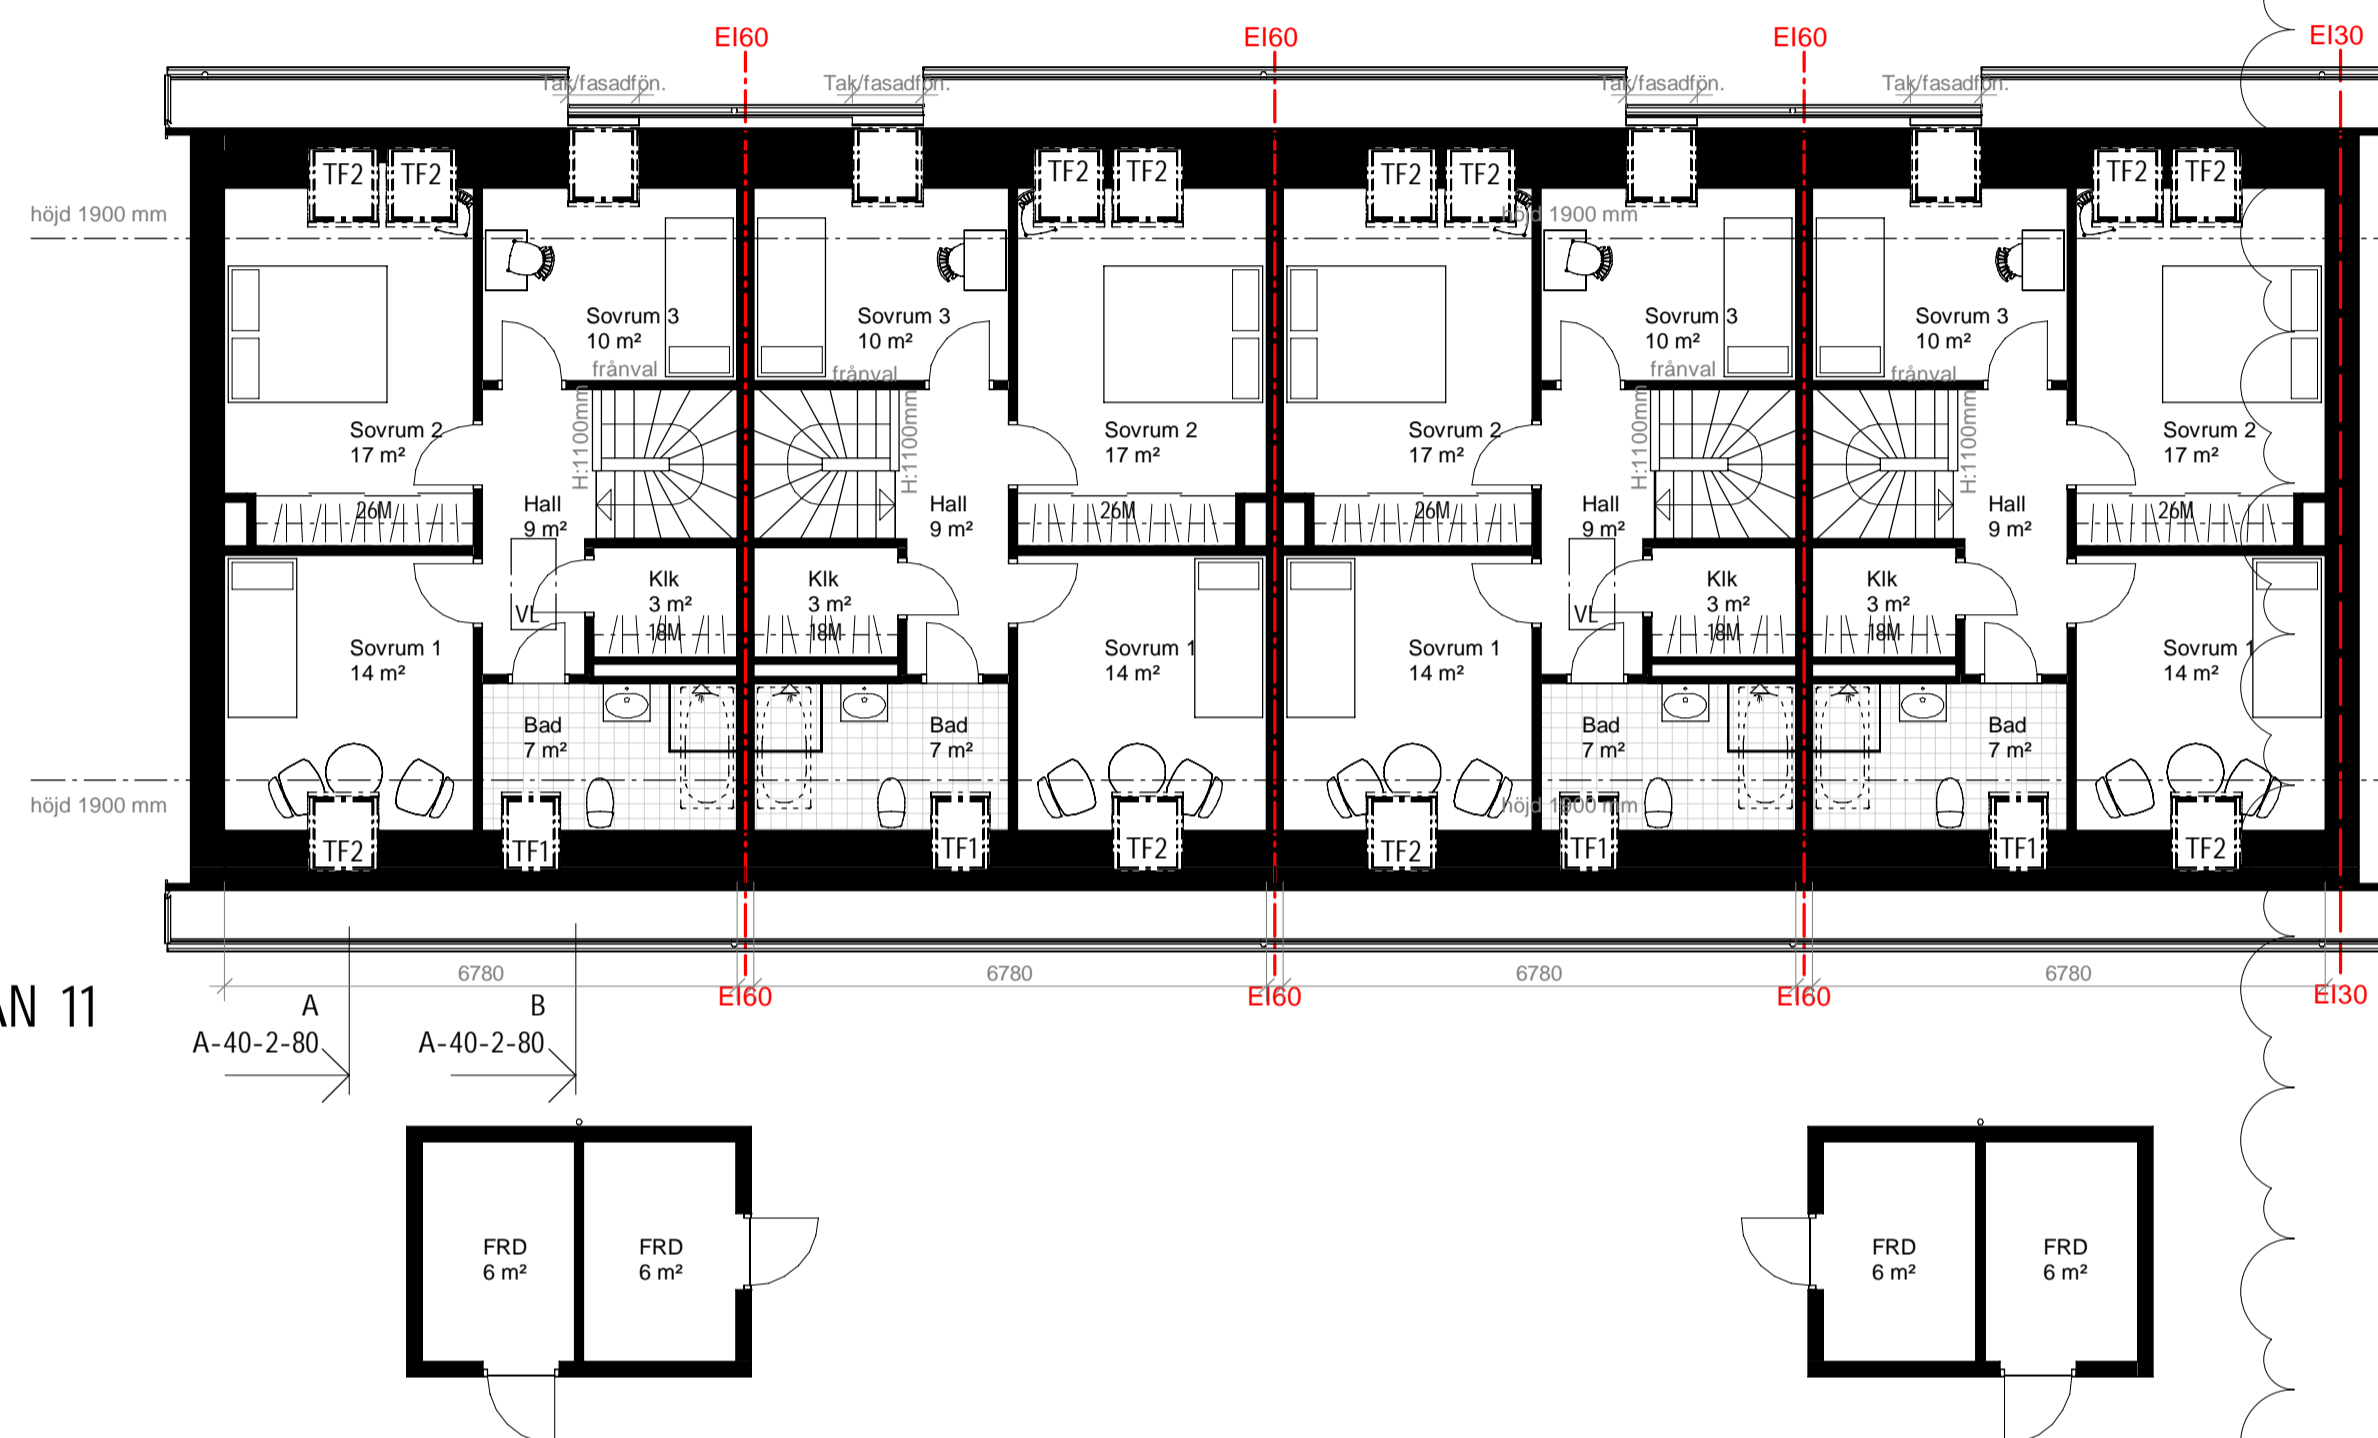 EI60
EI60
EI60
EI30
Tak/fasadfön.
Tak/fasadfön.
Tak/fasadfön.
Tak/fasadfön.
TF2
TF2
TF2
TF2
TF2
TF2
TF2
TF2
höjd 1900 mm
höjd 1900 mm
Sovrum 3
10 m²
Sovrum 3
10 m²
Sovrum 3
10 m²
Sovrum 3
10 m²
frånval
frånval
frånval
frånval
H:1100mm
H:1100mm
H:1100mm
H:1100mm
Sovrum 2
17 m²
Sovrum 2
17 m²
Sovrum 2
17 m²
Sovrum 2
17 m²
26M
26M
26M
26M
Hall
9 m²
Hall
9 m²
Hall
9 m²
Hall
9 m²
VL
VL
Klk
3 m²
18M
Klk
3 m²
18M
Klk
3 m²
18M
Klk
3 m²
18M
Sovrum 1
14 m²
Sovrum 1
14 m²
Sovrum 1
14 m²
Sovrum 1
14 m²
Bad
7 m²
Bad
7 m²
Bad
7 m²
Bad
7 m²
höjd 1900 mm
höjd 1900 mm
TF2
TF1
TF1
TF2
TF2
TF1
TF1
TF2
6780
6780
6780
6780
EI60
EI60
EI60
EI30
AN 11
A
A-40-2-80
B
A-40-2-80
FRD
6 m²
FRD
6 m²
FRD
6 m²
FRD
6 m²